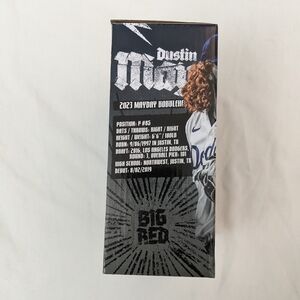 Dustin
May
2023 MAYDAY BOBBLEHEAD
POSITION: P #85
BATS / THROWS: RIGHT / RIGHT
HEIGHT / WEIGHT: 6'6" / 180LB
BORN: 9/06/1997 IN JUSTIN, TX
DRAFT: 2016, LOS ANGELES DODGERS,
ROUND: 3, OVERALL PICK: 101
HIGH SCHOOL: NORTHWEST, JUSTIN, TX
DEBUT: 8/02/2019
BIG
RED